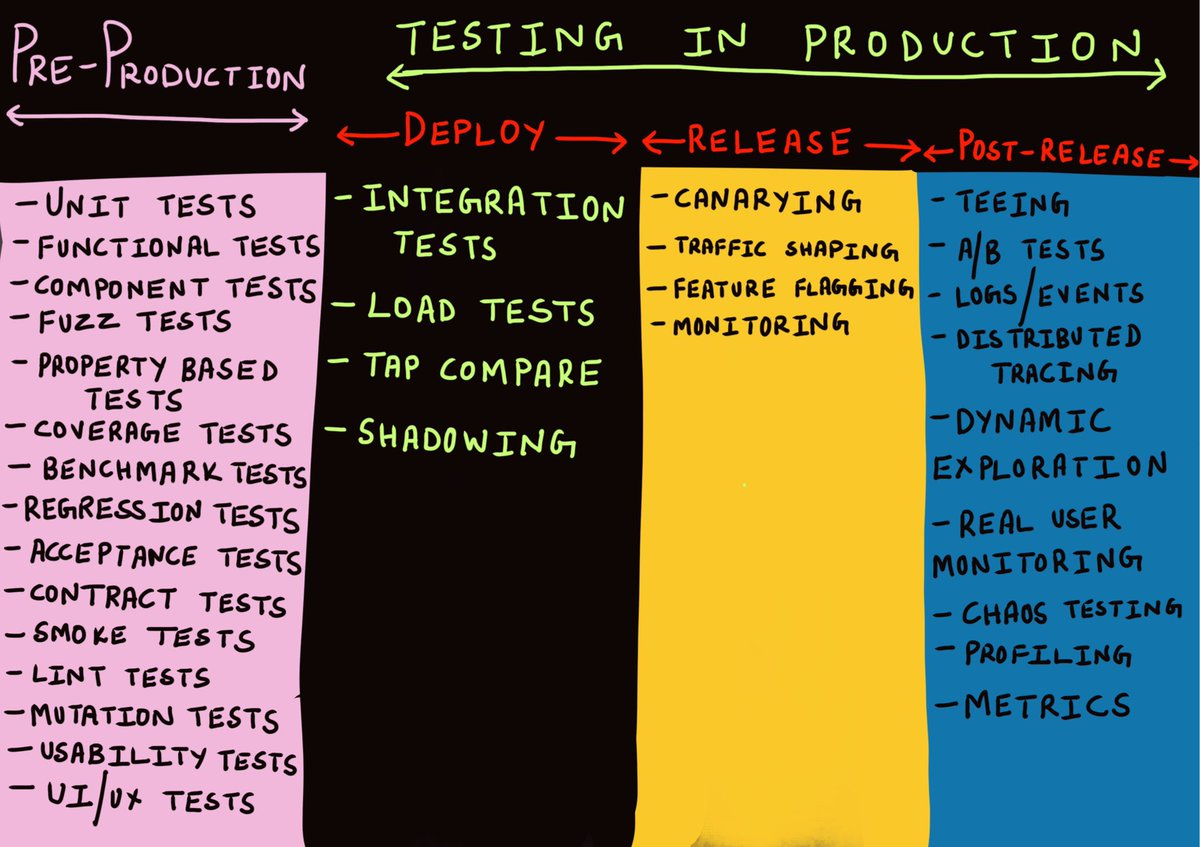 PRE-PRODUCTION
TESTING IN PRODUCTION
DEPLOY
RELEASE
POST-RELEASE
- UNIT TESTS
- FUNCTIONAL TESTS
- COMPONENT TESTS
- FUZZ TESTS
- PROPERTY BASED
TESTS
- COVERAGE TESTS
- BENCHMARK TESTS
- REGRESSION TESTS
- ACCEPTANCE TESTS
- CONTRACT TESTS
- SMOKE TESTS
- LINT TESTS
- MUTATION TESTS
- USABILITY TESTS
- UI/UX TESTS
- INTEGRATION
TESTS
- LOAD TESTS
- TAP COMPARE
- SHADOWING
- CANARYING
- TRAFFIC SHAPING
- FEATURE FLAGGING
- MONITORING
- TEEING
- A/B TESTS
- LOGS/EVENTS
- DISTRIBUTED
TRACING
- DYNAMIC
EXPLORATION
- REAL USER
MONITORING
- CHAOS TESTING
- PROFILING
- METRICS